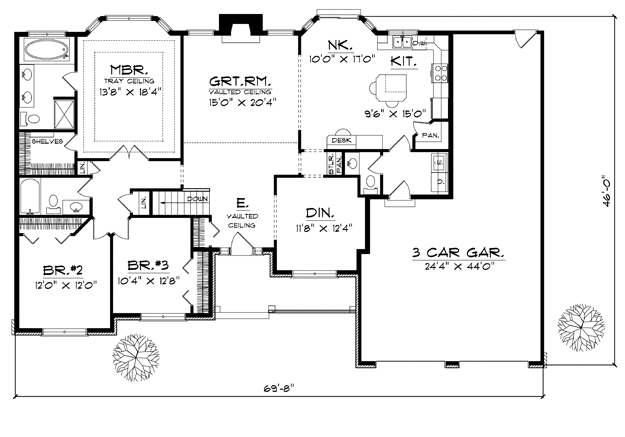 NK.
10'0" × 17'0"
DW.
KIT.
9'6" × 15'0"
MBR.
TRAY CEILING
13'8" × 18'4"
GRT.RM.
VAULTED CEILING
15'0" × 20'4"
SHELVES
DESK
PAN.
LIN.
BTLR.
PAN.
LIN.
DOWN
E.
VAULTED
CEILING
DIN.
11'8" × 12'4"
46'-0"
3 CAR GAR.
24'4" × 44'0"
BR.#2
12'0" × 12'0"
BR.#3
10'4" × 12'8"
69'-8"